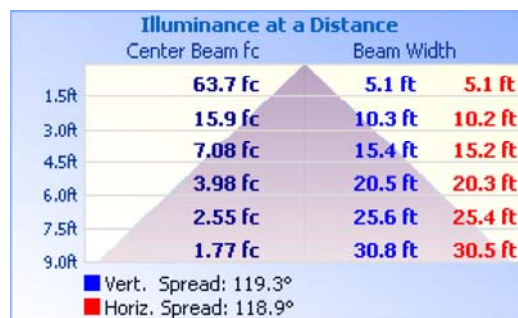 Illuminance at a Distance
Center Beam fc Beam Width
1.5ft 63.7 fc 5.1 ft 5.1 ft
3.0ft 15.9 fc 10.3 ft 10.2 ft
4.5ft 7.08 fc 15.4 ft 15.2 ft
6.0ft 3.98 fc 20.5 ft 20.3 ft
7.5ft 2.55 fc 25.6 ft 25.4 ft
9.0ft 1.77 fc 30.8 ft 30.5 ft
Vert. Spread: 119.3°
Horiz. Spread: 118.9°